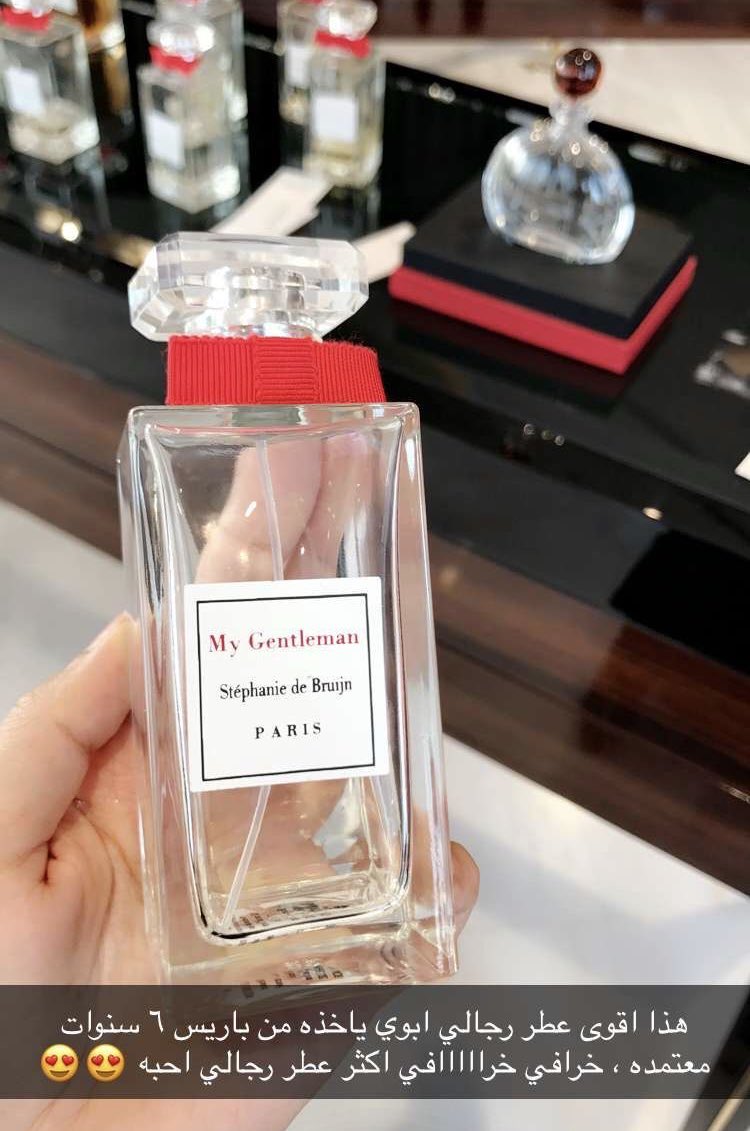 My Gentleman
Stéphanie de Bruijn
PARIS
هذا اقوى عطر رجالي ابوي ياخذه من باريس ٦ سنوات
معتمده ، خرافي خرااااافي اكثر عطر رجالي احبه 😍😍